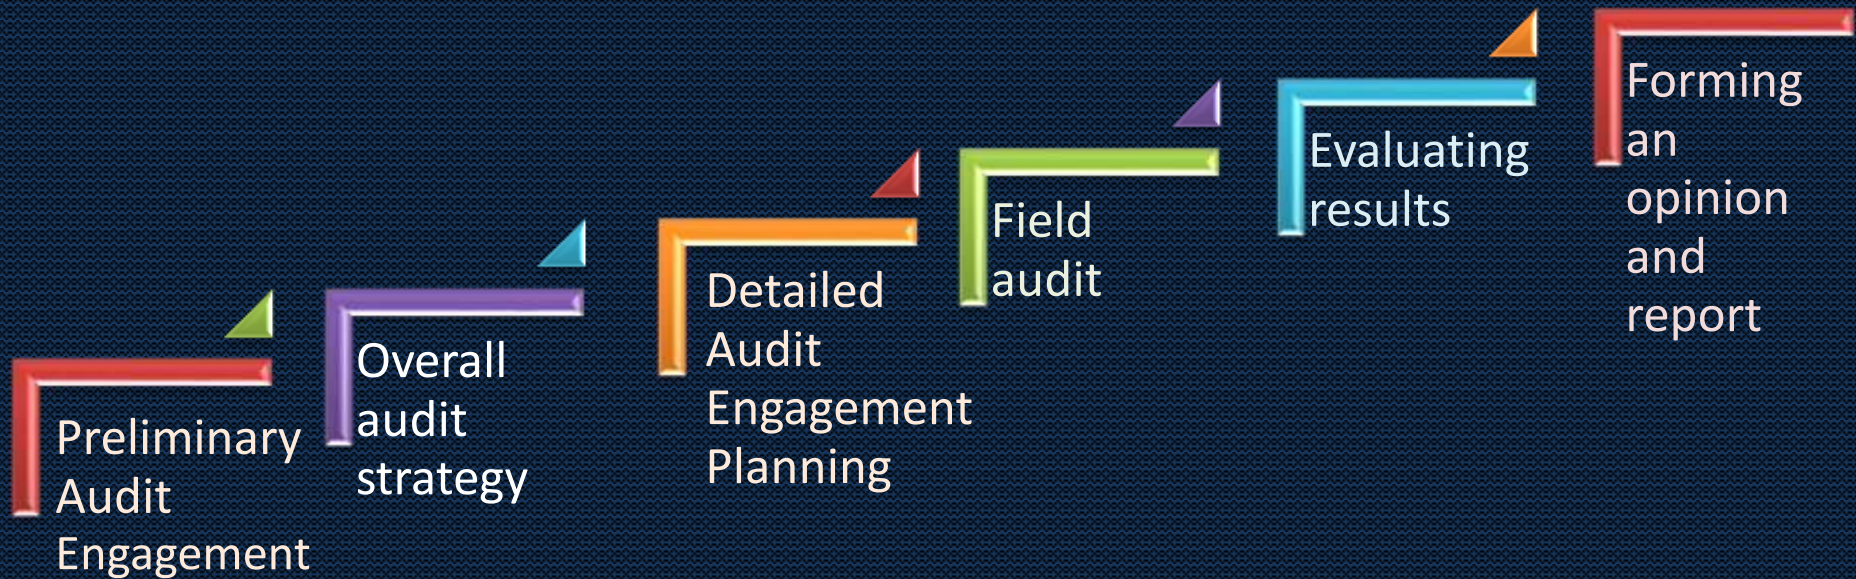 Preliminary
Audit
Engagement
Overall
audit
strategy
Detailed
Audit
Engagement
Planning
Field
audit
Evaluating
results
Forming
an
opinion
and
report